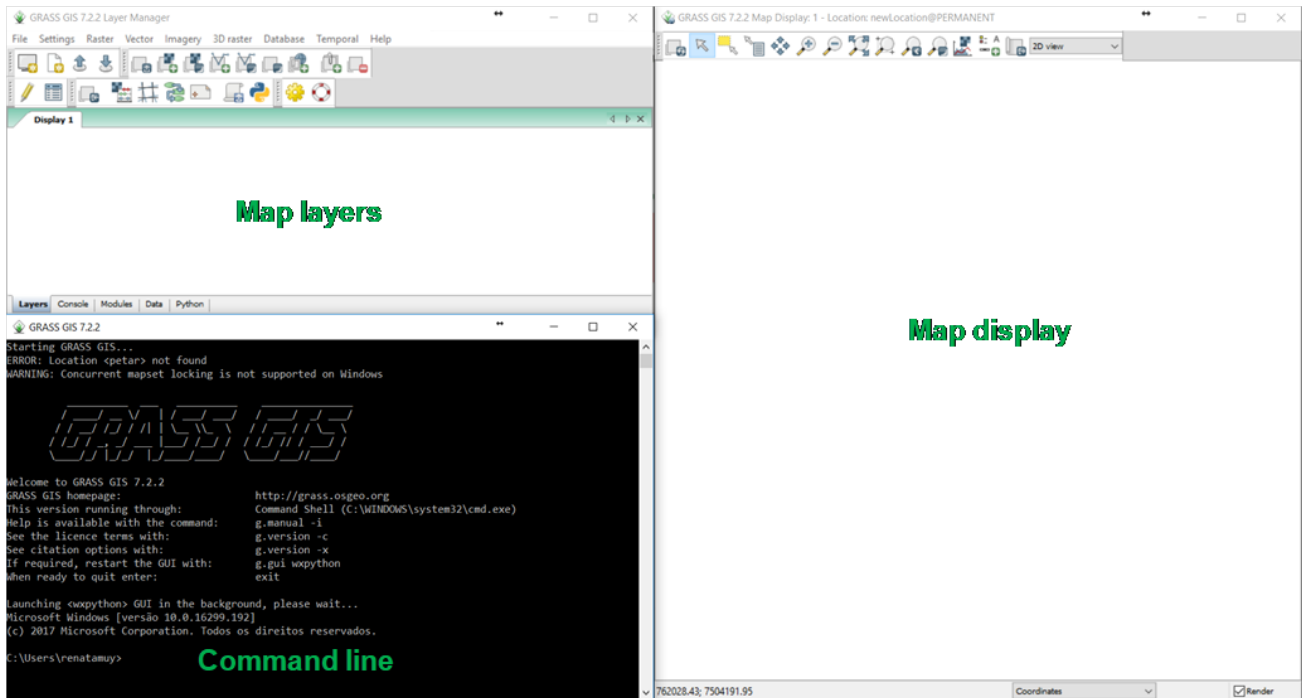 GRASS GIS 7.2.2 Layer Manager
File Settings Raster Vector Imagery 3D raster Database Temporal Help
Display 1
Map layers
Layers Console Modules Data Python
GRASS GIS 7.2.2
Starting GRASS GIS...
ERROR: Location <petar> not found
WARNING: Concurrent mapset locking is not supported on Windows
GRASS GIS
Welcome to GRASS GIS 7.2.2
GRASS GIS homepage: http://grass.osgeo.org
This version running through: Command Shell (C:\WINDOWS\system32\cmd.exe)
Help is available with the command: g.manual -i
See the licence terms with: g.version -c
See citation options with: g.version -x
If required, restart the GUI with: g.gui wxpython
When ready to quit enter: exit
Launching <wxpython> GUI in the background, please wait...
Microsoft Windows [versão 10.0.16299.192]
(c) 2017 Microsoft Corporation. Todos os direitos reservados.
C:\Users\renatamuy>
Command line
GRASS GIS 7.2.2 Map Display: 1 - Location: newLocation@PERMANENT
2D view
Map display
762028.43; 7504191.95
Coordinates
Render